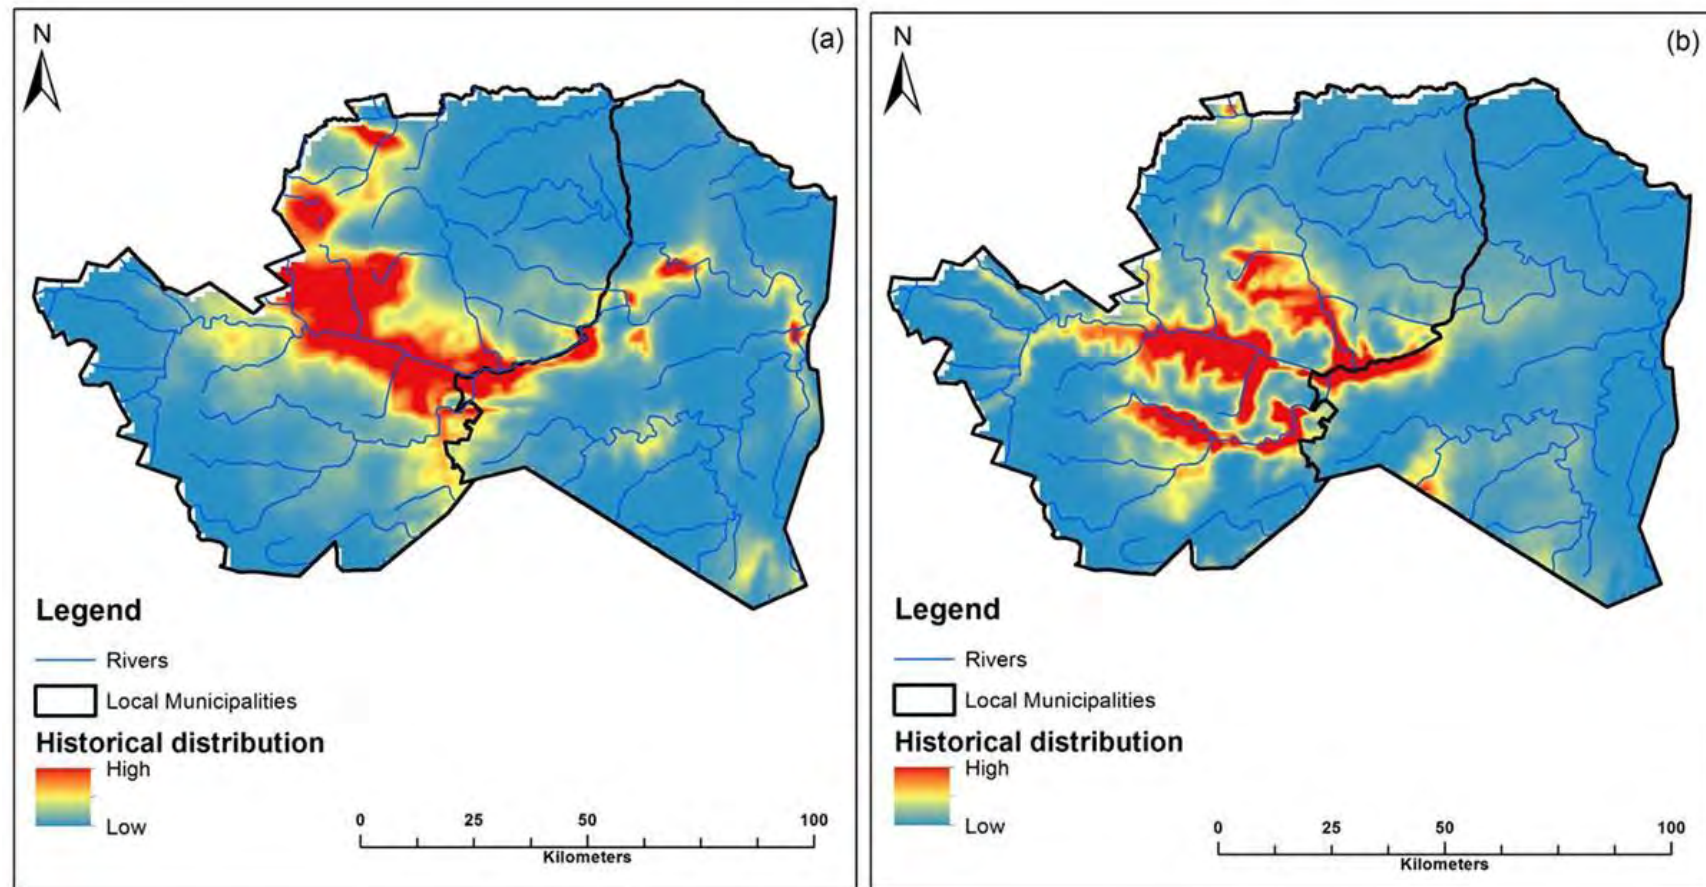 N
(a)
Legend
Rivers
Local Municipalities
Historical distribution
High
Low
0 25 50 100
Kilometers
N
(b)
Legend
Rivers
Local Municipalities
Historical distribution
High
Low
0 25 50 100
Kilometers